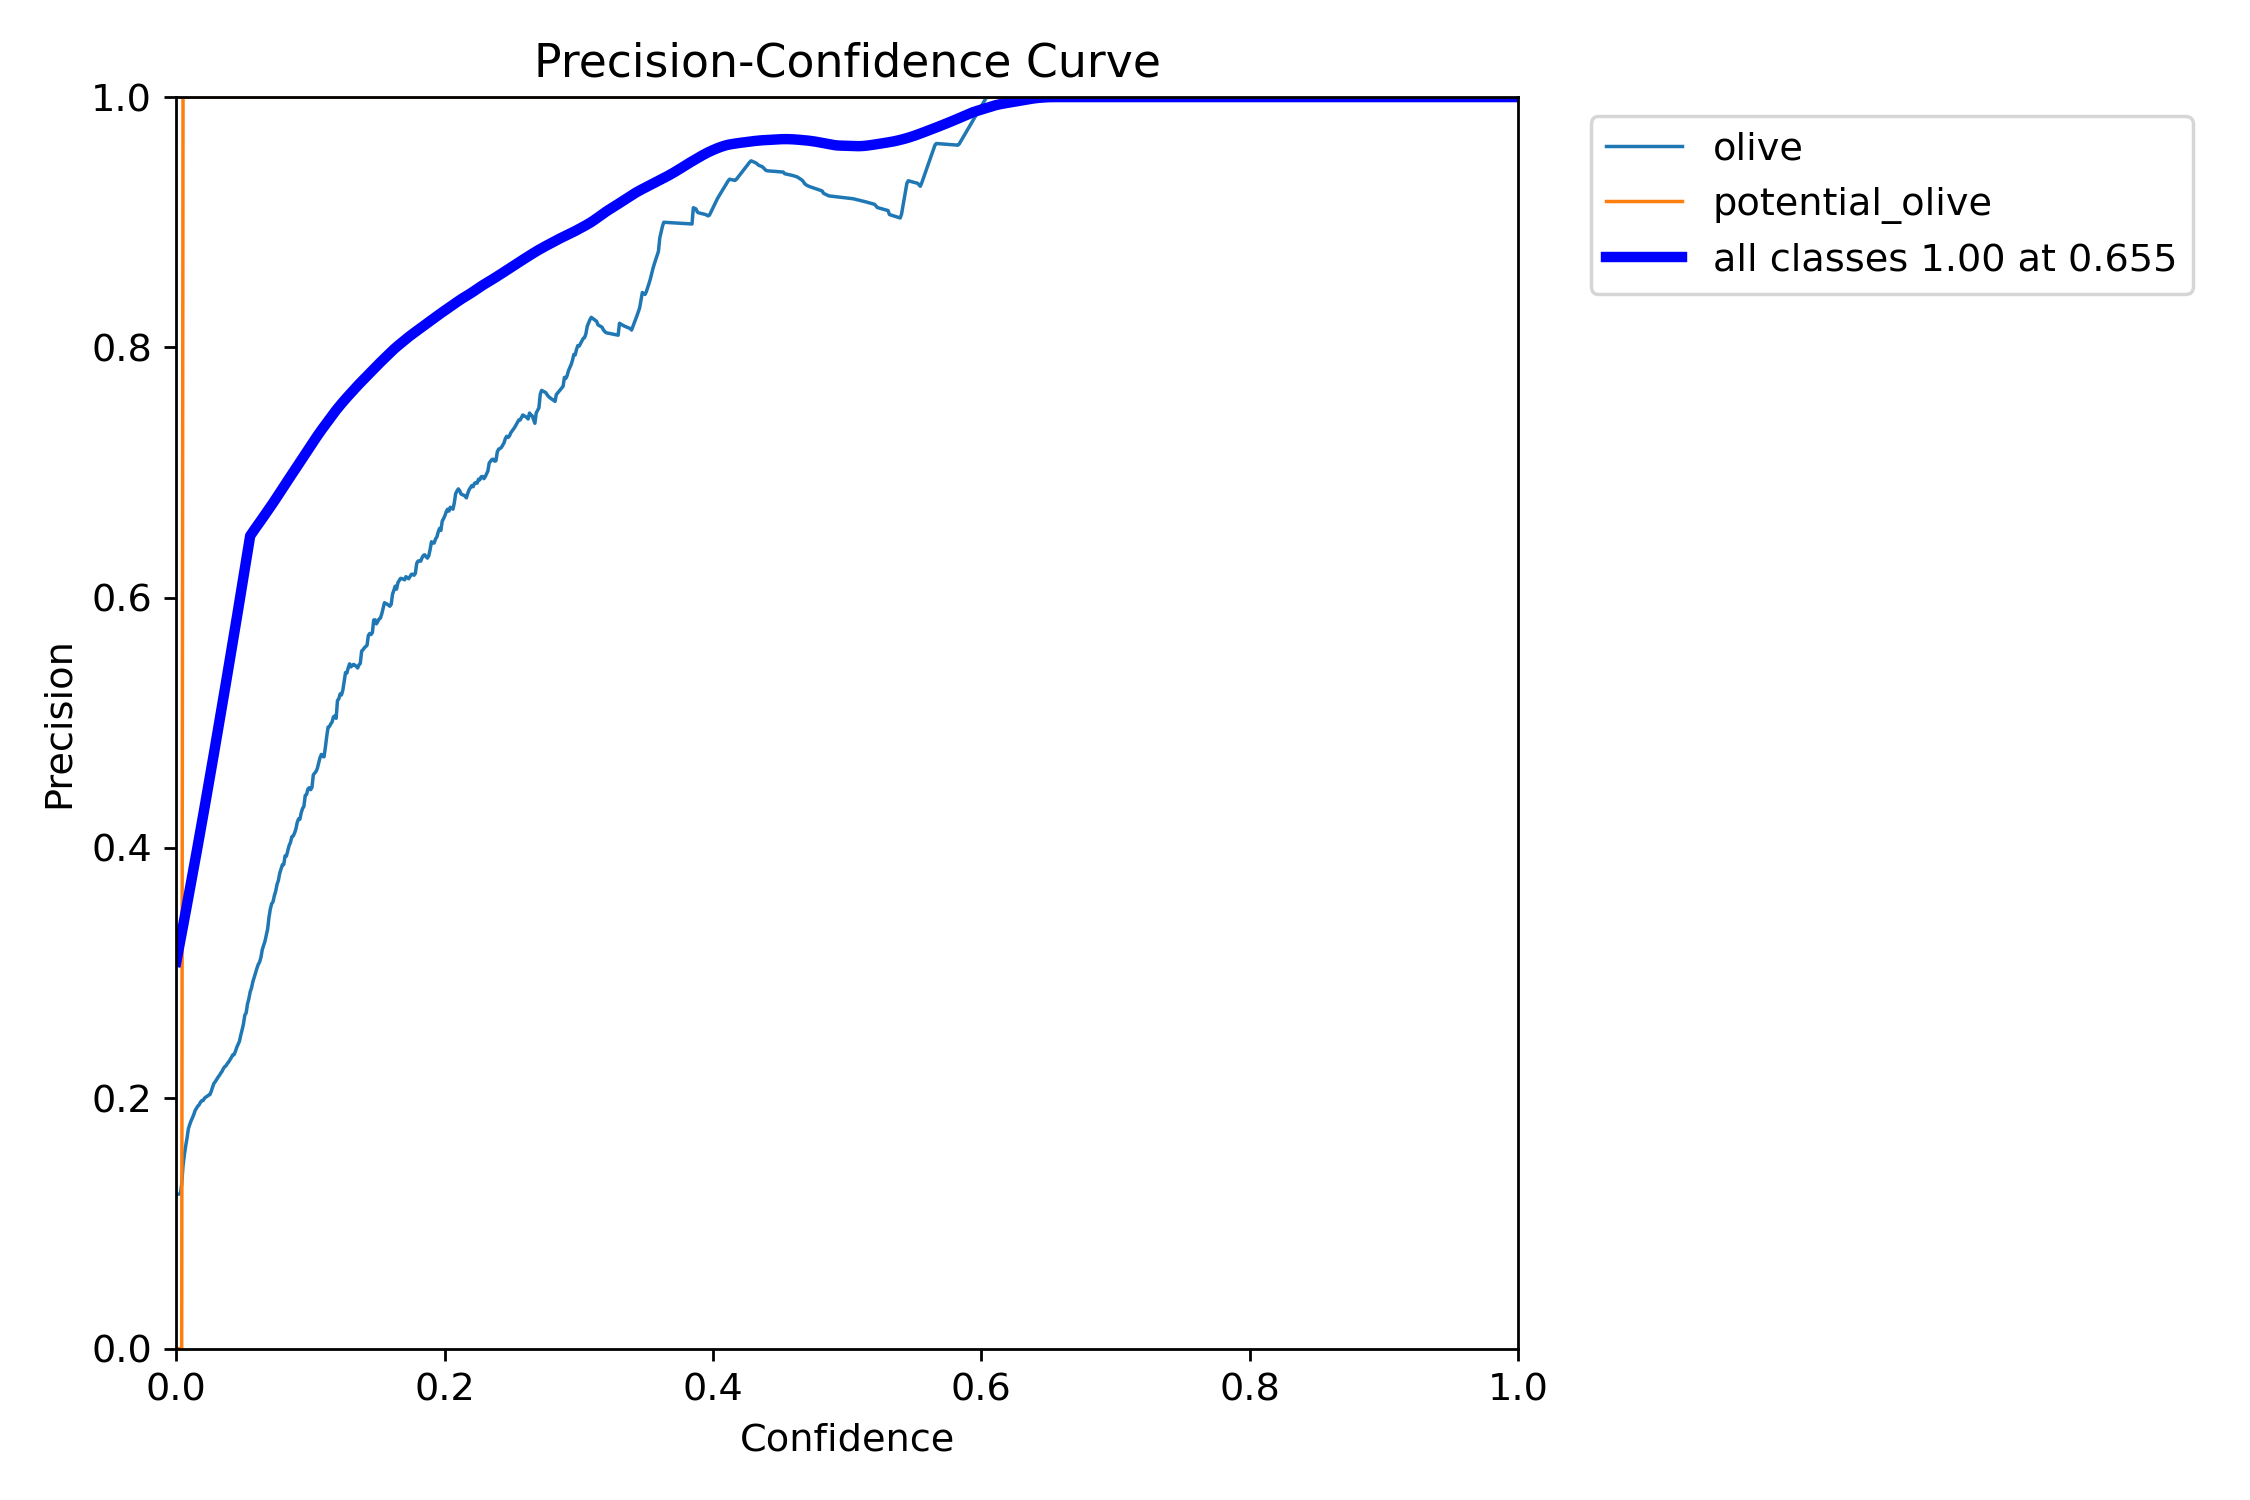 Precision-Confidence Curve
1.0
0.8
0.6
0.4
0.2
0.0
Precision
0.0 0.2 0.4 0.6 0.8 1.0
Confidence
olive
potential_olive
all classes 1.00 at 0.655